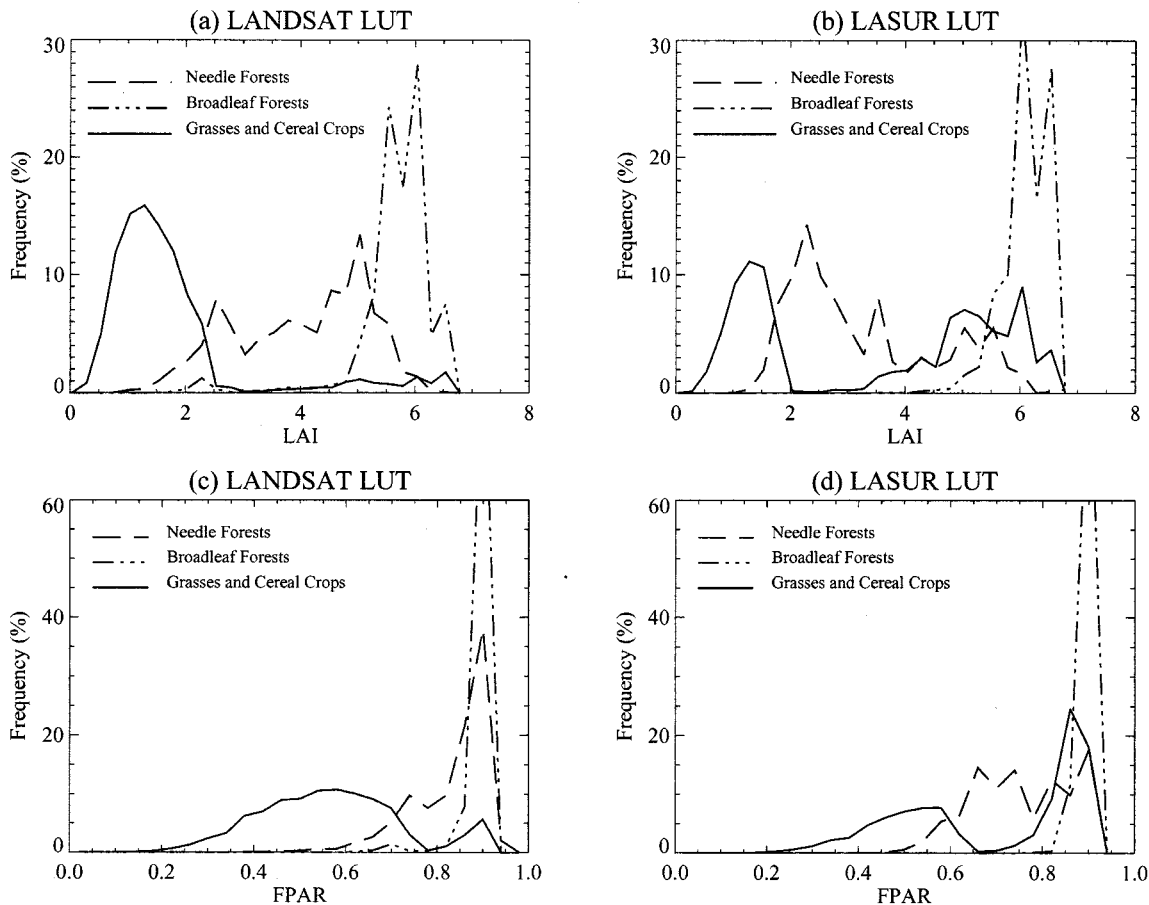 (a) LANDSAT LUT
30
20
10
0
Frequency (%)
Needle Forests
Broadleaf Forests
Grasses and Cereal Crops
0 2 4 6 8
LAI
(b) LASUR LUT
30
20
10
0
Frequency (%)
Needle Forests
Broadleaf Forests
Grasses and Cereal Crops
0 2 4 6 8
LAI
(c) LANDSAT LUT
60
40
20
0
Frequency (%)
Needle Forests
Broadleaf Forests
Grasses and Cereal Crops
0.0 0.2 0.4 0.6 0.8 1.0
FPAR
(d) LASUR LUT
60
40
20
0
Frequency (%)
Needle Forests
Broadleaf Forests
Grasses and Cereal Crops
0.0 0.2 0.4 0.6 0.8 1.0
FPAR